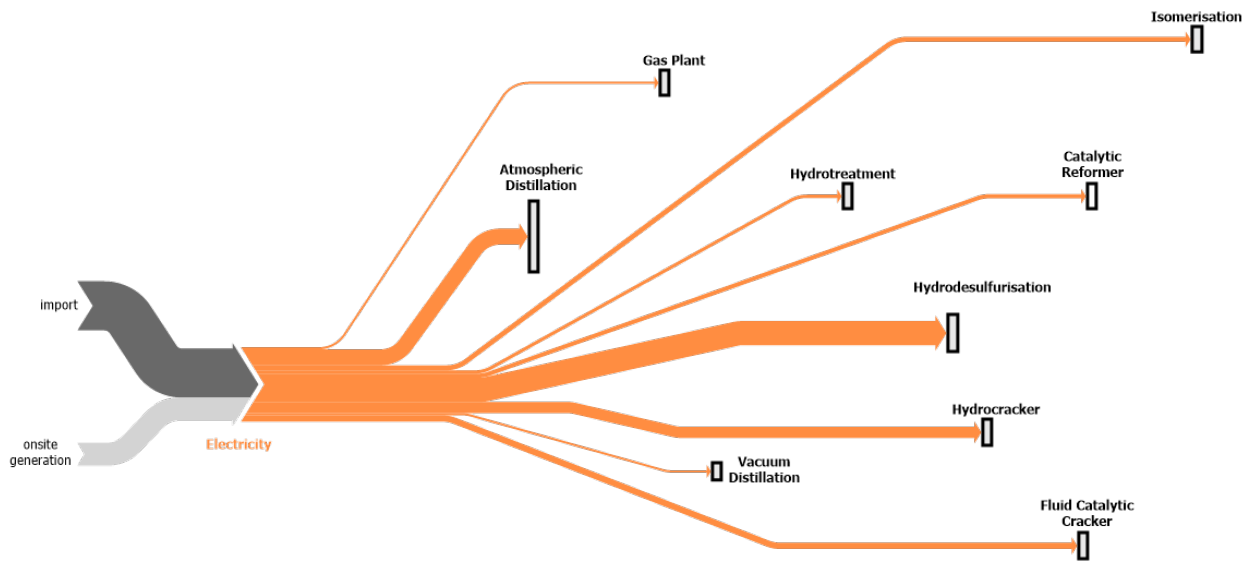 Isomerisation
Gas Plant
Atmospheric
Distillation
Hydrotreatment
Catalytic
Reformer
Hydrodesulfurisation
import
Hydrocracker
Electricity
onsite
generation
Vacuum
Distillation
Fluid Catalytic
Cracker